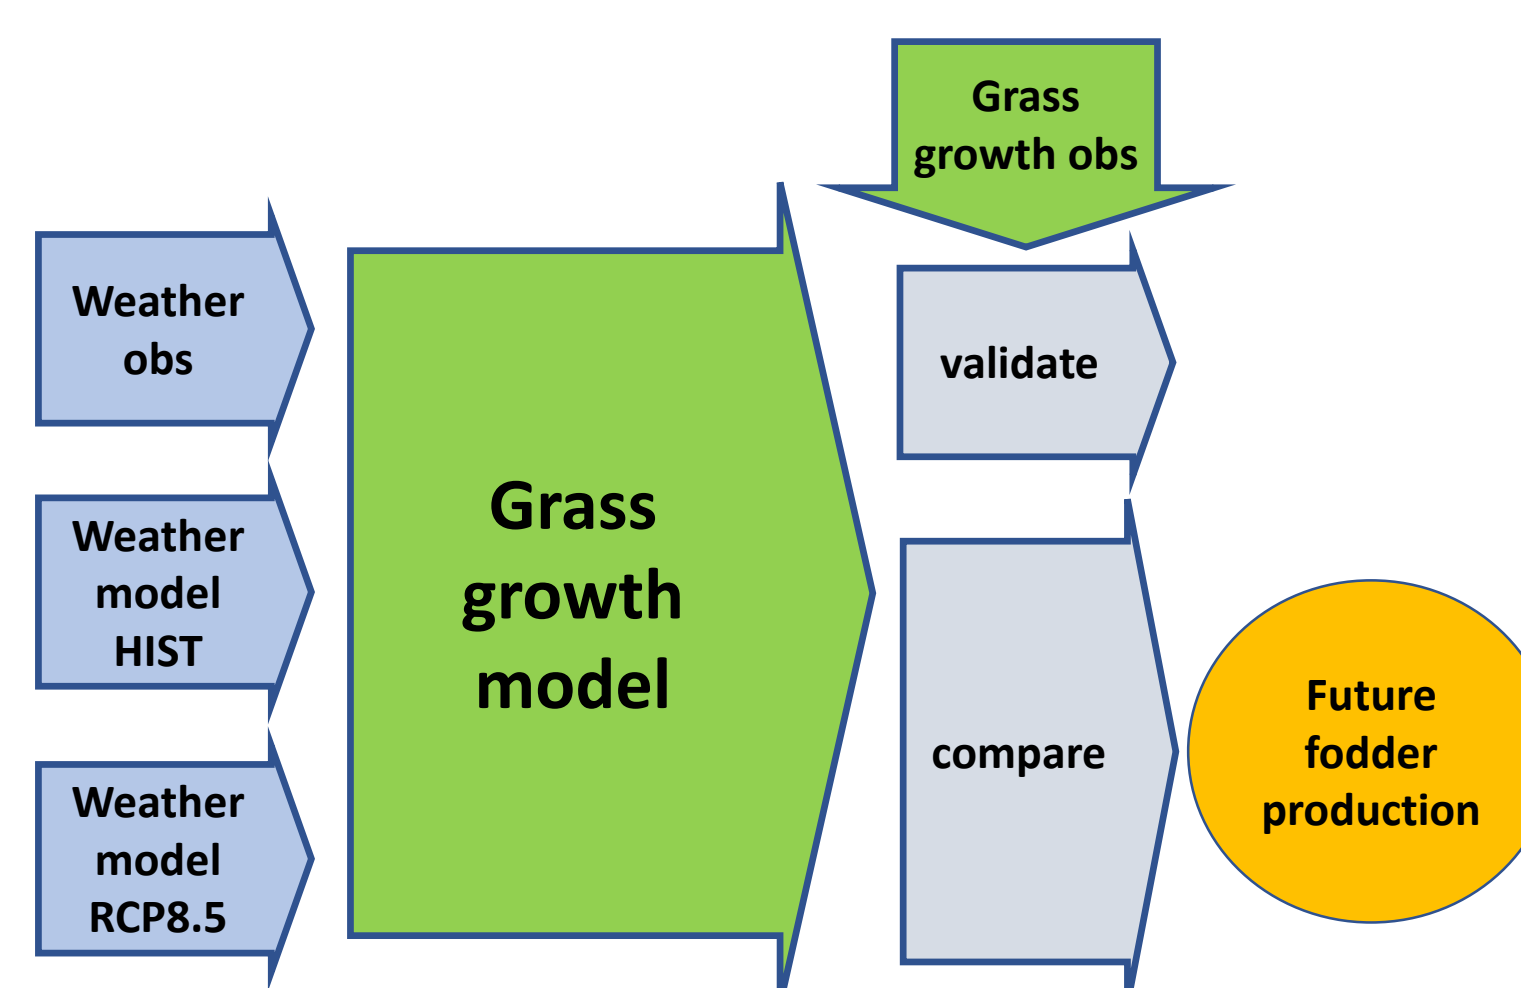 Weather
obs
Weather
model
HIST
Weather
model
RCP8.5
Grass
growth
model
Grass
growth obs
validate
compare
Future
fodder
production